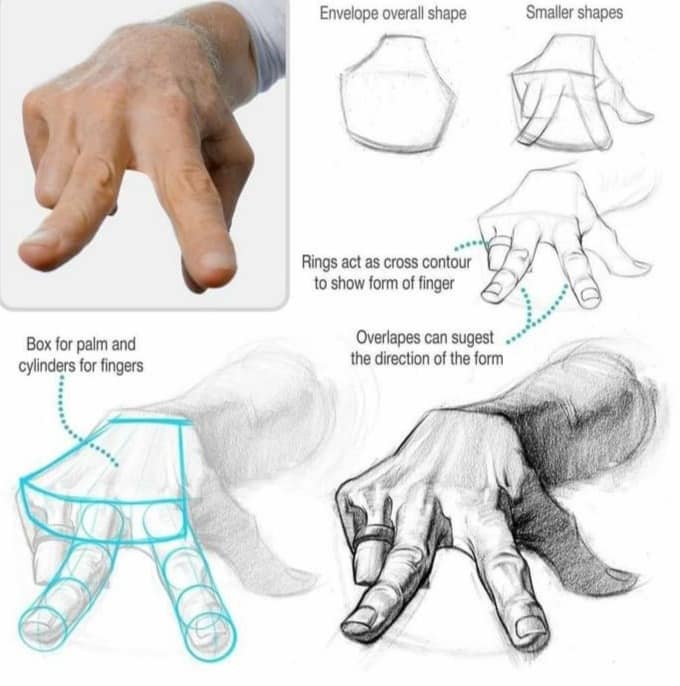 Envelope overall shape
Smaller shapes
Rings act as cross contour
to show form of finger
Box for palm and
cylinders for fingers
Overlapes can sugest
the direction of the form